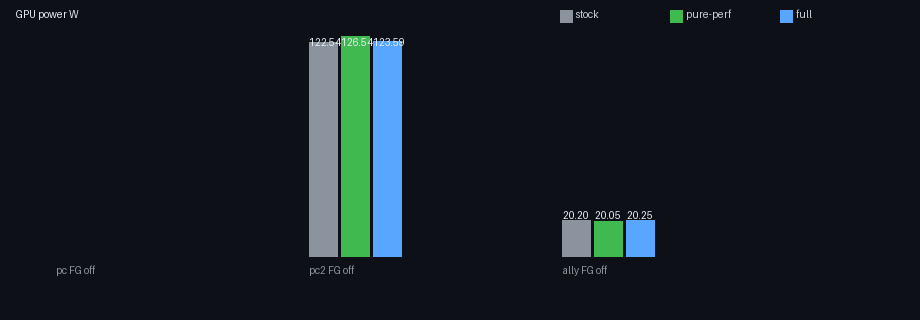 GPU power W
stock
pure-perf
full
122.54
126.54
123.59
20.20
20.05
20.25
pc FG off
pc2 FG off
ally FG off